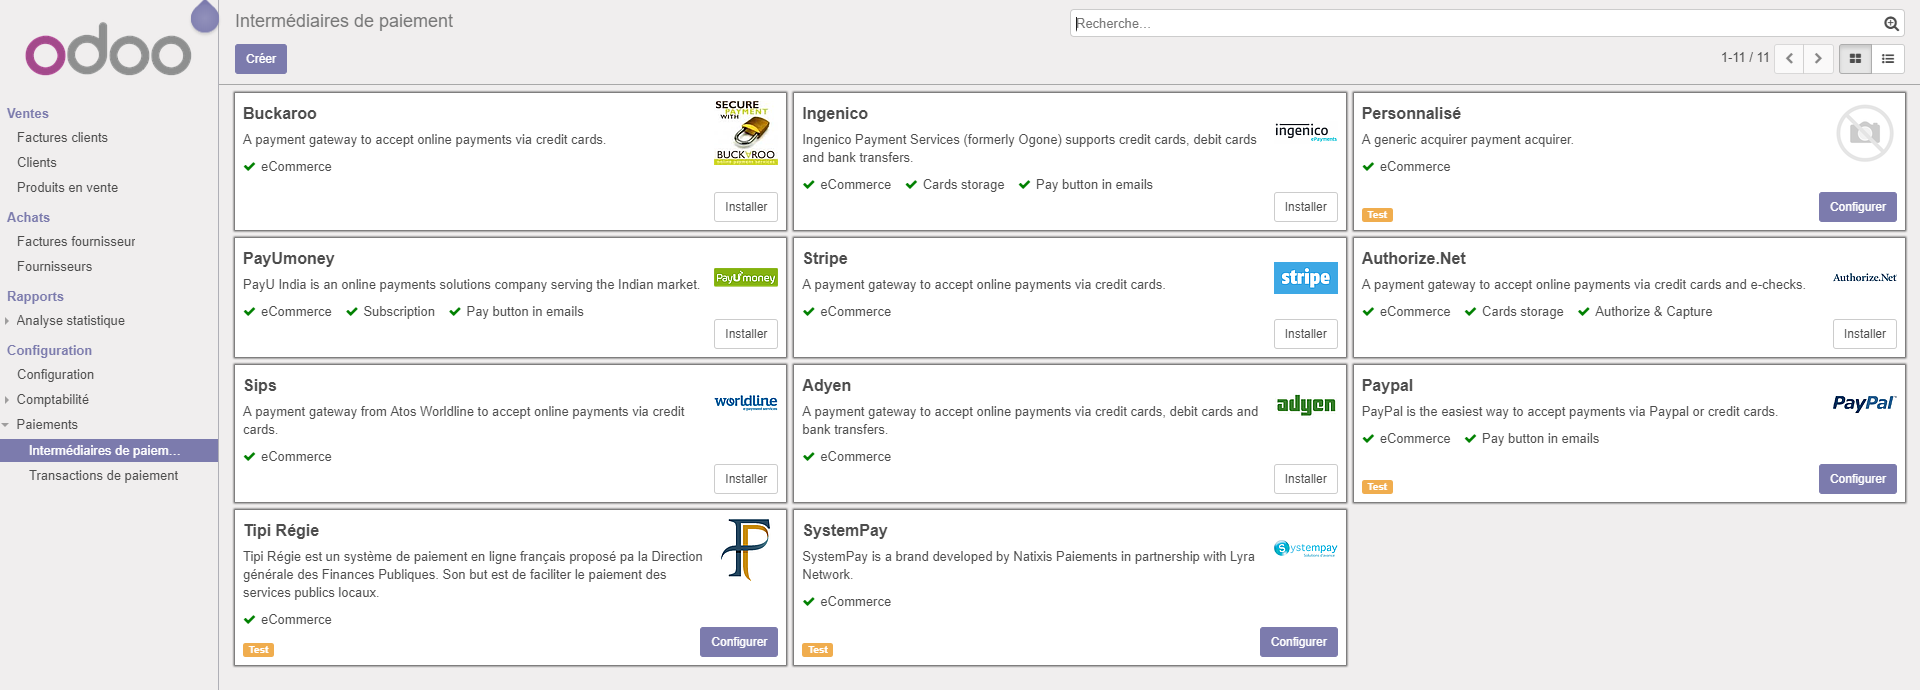 odoo
Intermédiaires de paiement
Recherche...
Créer
1-11 / 11
Ventes
Factures clients
Clients
Produits en vente
Achats
Factures fournisseur
Fournisseurs
Rapports
Analyse statistique
Configuration
Configuration
Comptabilité
Paiements
Intermédiaires de paiem...
Transactions de paiement
Buckaroo
A payment gateway to accept online payments via credit cards.
eCommerce
SECURE
PAYMENT
WITH
BUCKAROO
Installer
Ingenico
Ingenico Payment Services (formerly Ogone) supports credit cards, debit cards
and bank transfers.
eCommerce Cards storage Pay button in emails
ingenico
ePayments
Installer
Personnalisé
A generic acquirer payment acquirer.
eCommerce
Test
Configurer
PayUmoney
PayU India is an online payments solutions company serving the Indian market.
eCommerce Subscription Pay button in emails
PayUmoney
Installer
Stripe
A payment gateway to accept online payments via credit cards.
eCommerce
stripe
Installer
Authorize.Net
A payment gateway to accept online payments via credit cards and e-checks.
eCommerce Cards storage Authorize & Capture
Authorize.Net
Installer
Sips
A payment gateway from Atos Worldline to accept online payments via credit
cards.
eCommerce
worldline
e-payment services
Installer
Adyen
A payment gateway to accept online payments via credit cards, debit cards and
bank transfers.
eCommerce
adyen
Installer
Paypal
PayPal is the easiest way to accept payments via Paypal or credit cards.
eCommerce Pay button in emails
PayPal
Test
Configurer
Tipi Régie
Tipi Régie est un système de paiement en ligne français proposé pa la Direction
générale des Finances Publiques. Son but est de faciliter le paiement des
services publics locaux.
eCommerce
Test
Configurer
SystemPay
SystemPay is a brand developed by Natixis Paiements in partnership with Lyra
Network.
eCommerce
Systempay
Test
Configurer